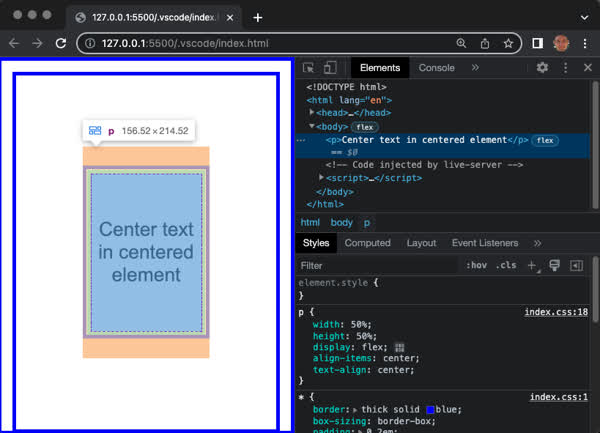 127.0.0.1:5500/.vscode/index.h
127.0.0.1:5500/.vscode/index.html
p 156.52 × 214.52
Center text
in centered
element
Elements
Console
<!DOCTYPE html>
<html lang="en">
<head>…</head>
<body> flex
<p>Center text in centered element</p> flex
== $0
<!-- Code injected by live-server -->
<script>…</script>
</body>
</html>
html body p
Styles Computed Layout Event Listeners
Filter :hov .cls
element.style {
}
p { index.css:18
width: 50%;
height: 50%;
display: flex;
align-items: center;
text-align: center;
}
* { index.css:1
border: thick solid blue;
box-sizing: border-box;
padding: 0.2em;